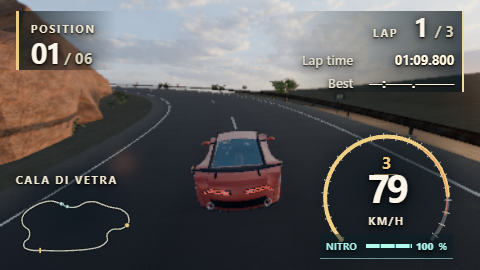 POSITION
01 / 06
LAP 1 / 3
Lap time 01:09.800
Best --:--.---
CALA DI VETRA
3
79
KM/H
NITRO 100 %